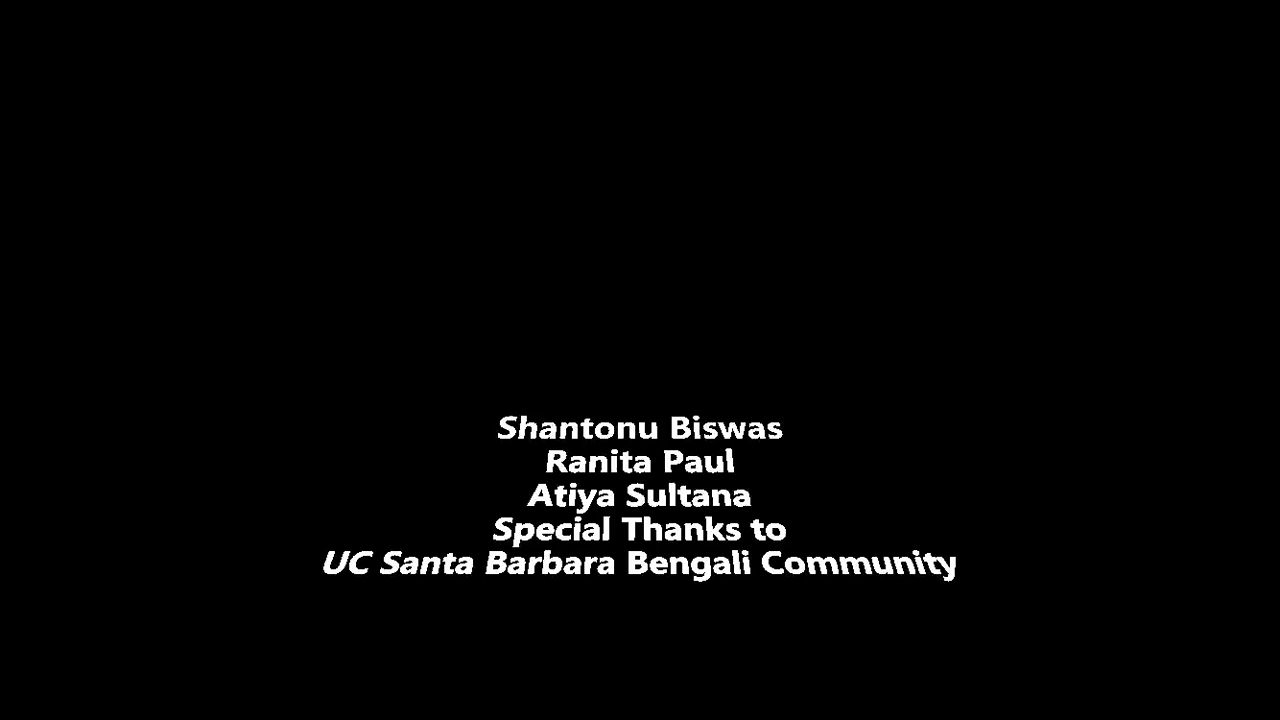 Shantonu Biswas
Ranita Paul
Atiya Sultana
Special Thanks to
UC Santa Barbara Bengali Community